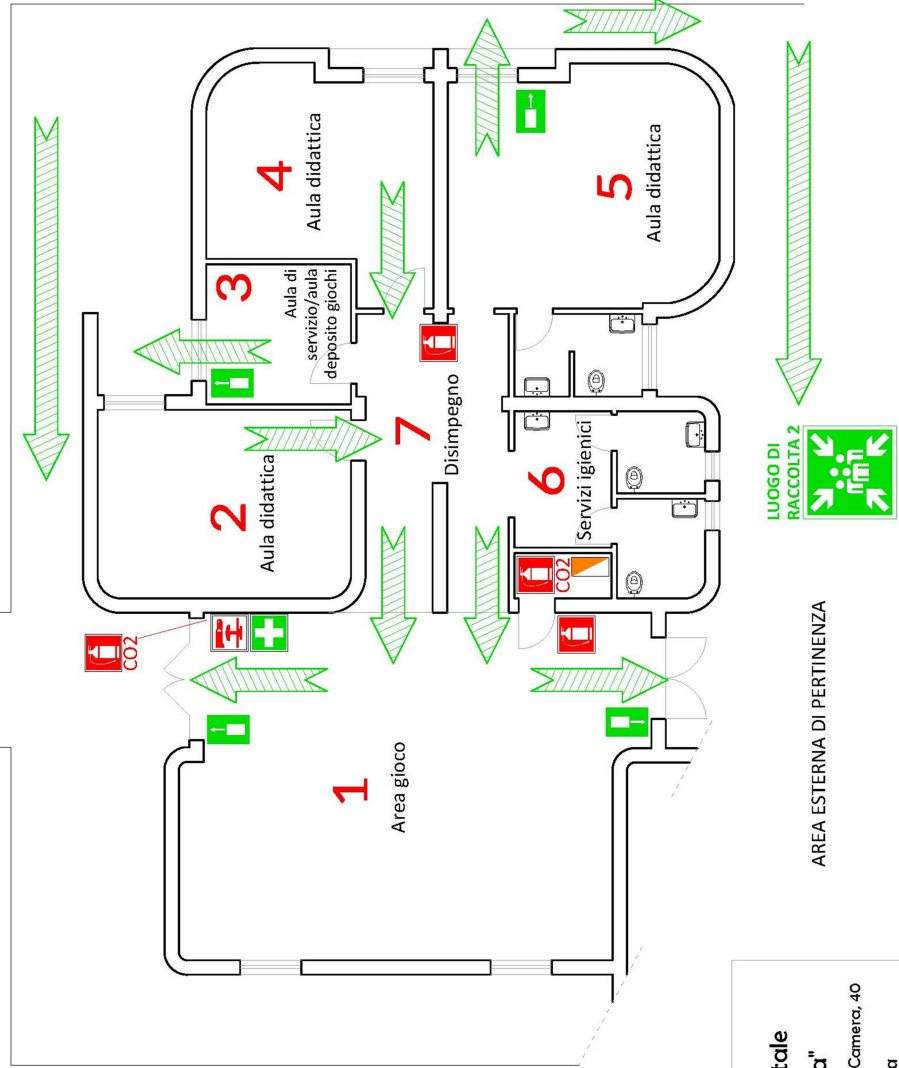 1
Area gioco
2
Aula didattica
3
Aula di
servizio/aula
deposito giochi
4
Aula didattica
5
Aula didattica
6
Servizi igienici
7
Disimpegno
CO2
CO2
LUOGO DI
RACCOLTA 2
AREA ESTERNA DI PERTINENZA
tale
a"
Camera, 40
a